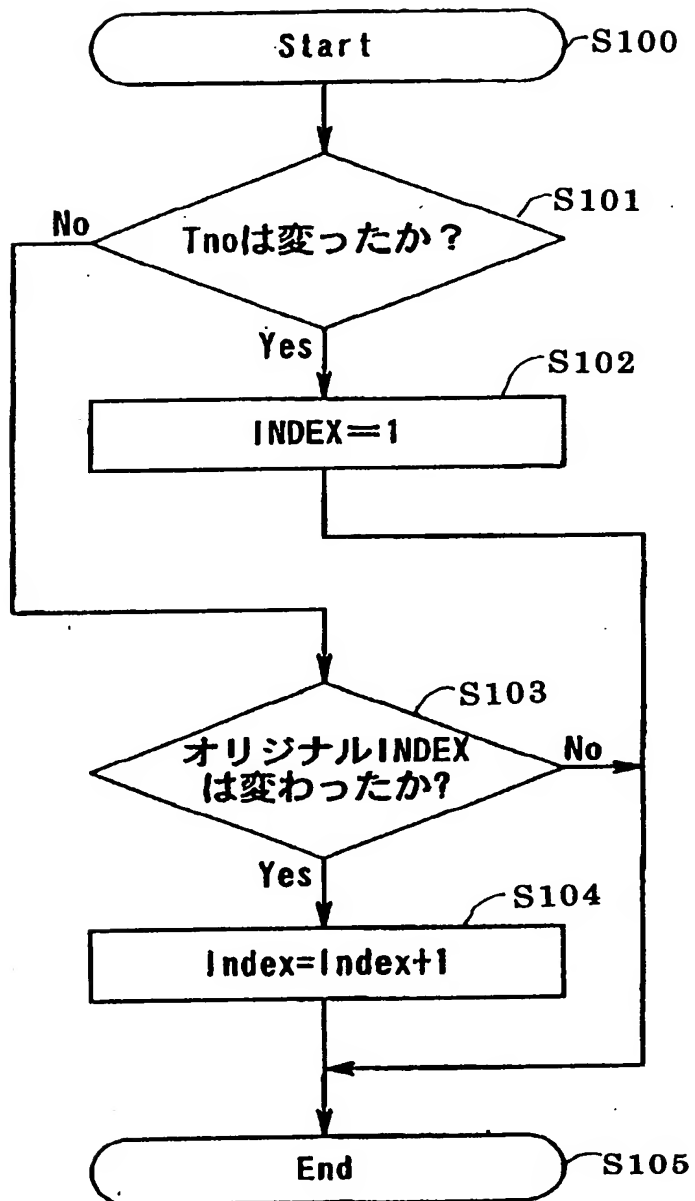 Start
S100
S101
No
Tnoは変ったか？
Yes
S102
INDEX=1
S103
オリジナルINDEX
は変わったか?
No
Yes
S104
Index=Index+1
End
S105